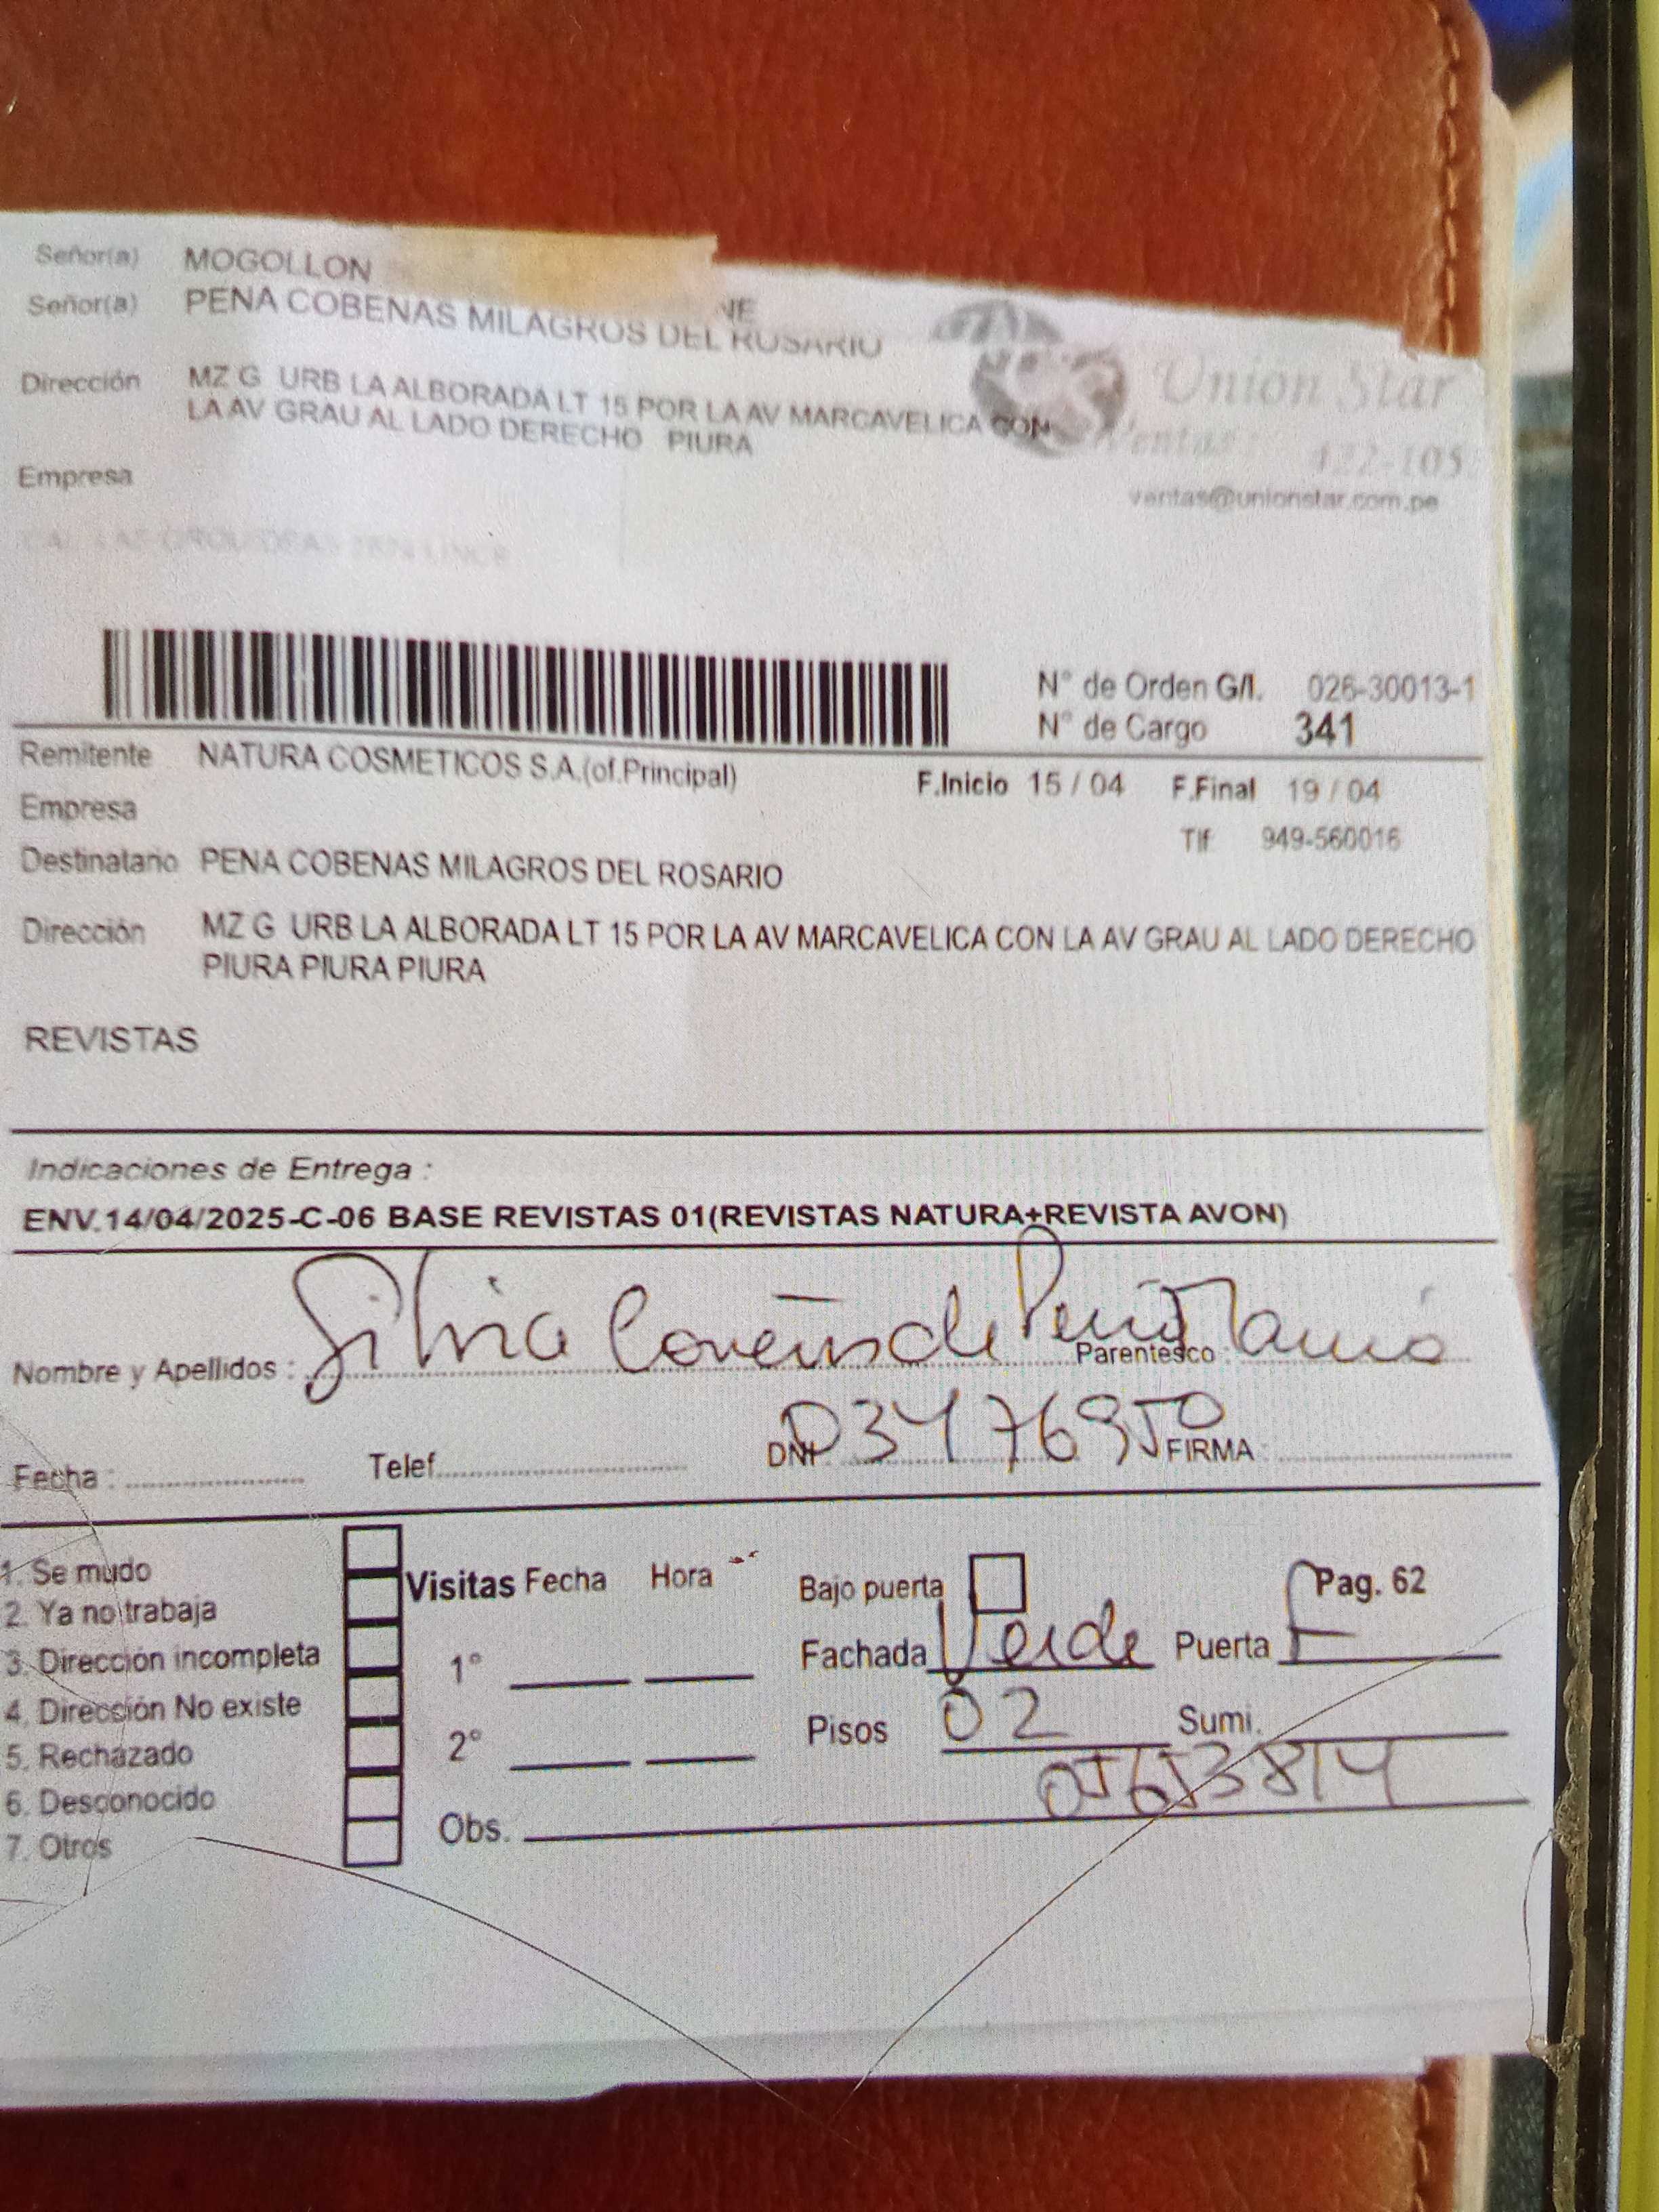 Señor(a) MOGOLLON
Señor(a) PENA COBENAS MILAGROS DEL ROSARIO
Dirección MZ G URB LA ALBORADA LT 15 POR LA AV MARCAVELICA CON
LA AV GRAU AL LADO DERECHO PIURA
Union Star
Ventas:
ventas@unionstar.com.pe
Empresa
N° de Orden G/I. 026-30013-1
N° de Cargo 341
Remitente NATURA COSMETICOS S.A.(of.Principal)
F.Inicio 15 / 04 F.Final 19 / 04
Empresa
Tlf 949-560016
Destinatario PENA COBENAS MILAGROS DEL ROSARIO
Dirección MZ G URB LA ALBORADA LT 15 POR LA AV MARCAVELICA CON LA AV GRAU AL LADO DERECHO
PIURA PIURA PIURA
REVISTAS
Indicaciones de Entrega :
ENV.14/04/2025-C-06 BASE REVISTAS 01(REVISTAS NATURA+REVISTA AVON)
Nombre y Apellidos : Silvia de Parentesco :
Fecha : Telef. DNI 03476950 FIRMA :
1. Se mudo
2. Ya no trabaja
3. Dirección incompleta
4. Dirección No existe
5. Rechazado
6. Desconocido
7. Otros
Visitas Fecha Hora
1°
2°
Obs.
Bajo puerta Pag. 62
Fachada Verde Puerta F
Pisos 02 Sumi.